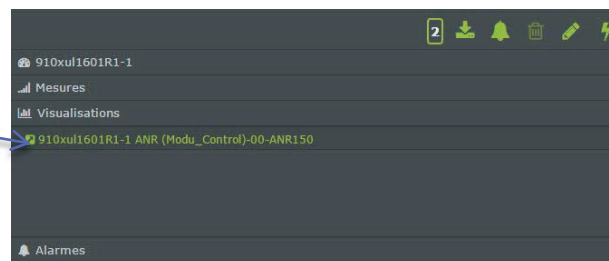 2
910xul1601R1-1
Mesures
Visualisations
910xul1601R1-1 ANR (Modu_Control)-00-ANR150
Alarmes